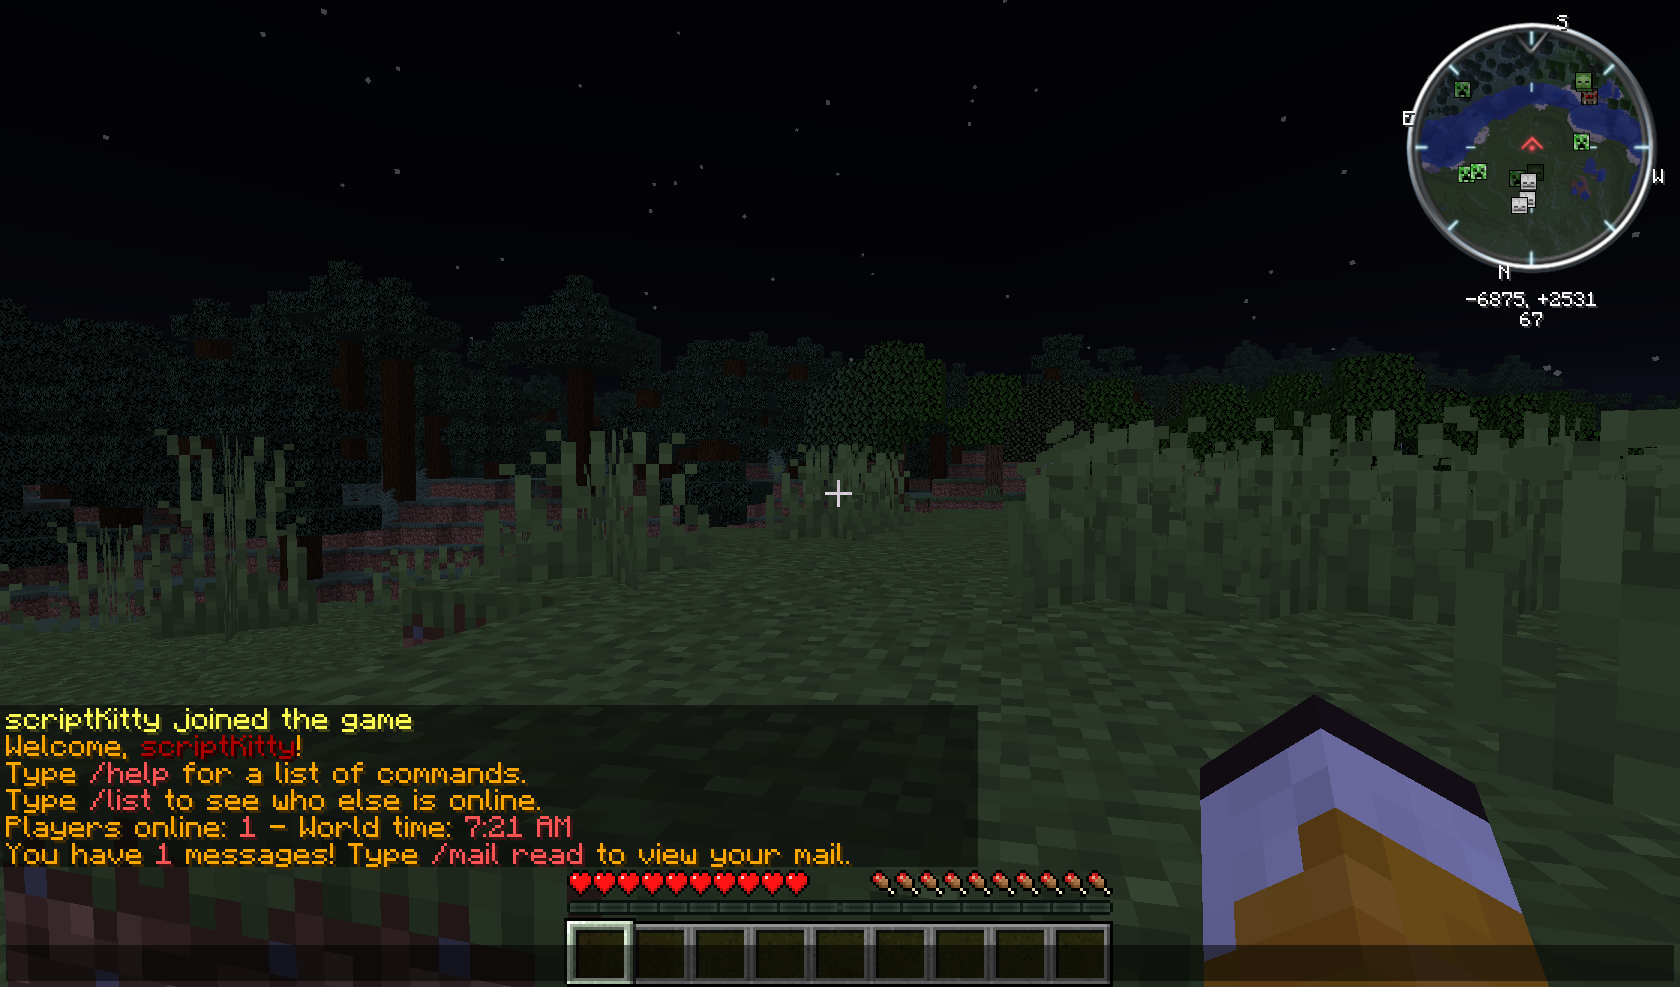 S
E
W
N
-6875, +2531
67
scriptKitty joined the game
Welcome, scriptKitty!
Type /help for a list of commands.
Type /list to see who else is online.
Players online: 1 - World time: 7:21 AM
You have 1 messages! Type /mail read to view your mail.